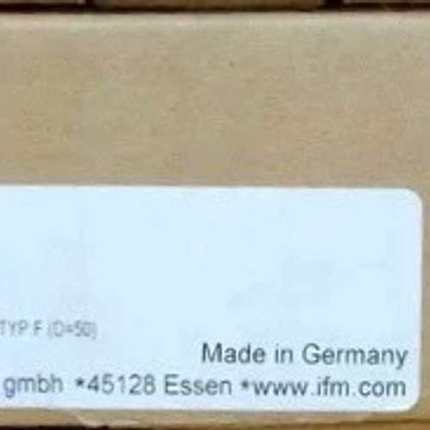 TYP F (D=50)
Made in Germany
gmbh *45128 Essen *www.ifm.com